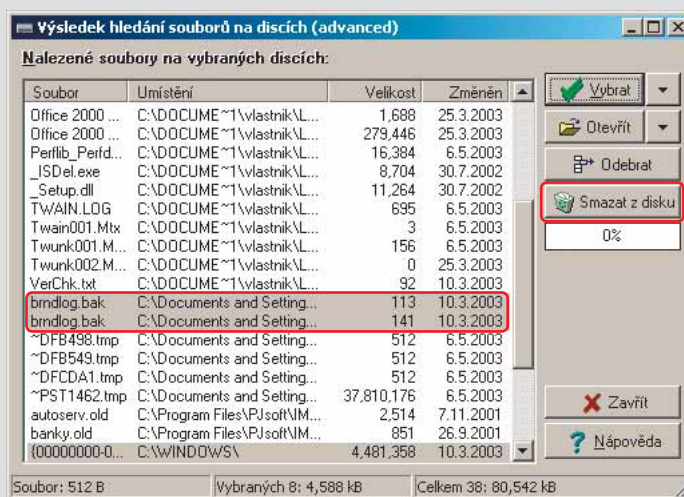 Výsledek hledání souborů na discích (advanced)
Nalezené soubory na vybraných discích:
Soubor Umístění Velikost Změněn
Office 2000 ... C:\DOCUME~1\vlastnik\L... 1,688 25.3.2003
Office 2000 ... C:\DOCUME~1\vlastnik\L... 279,446 25.3.2003
Perflib_Perfd... C:\DOCUME~1\vlastnik\L... 16,384 6.5.2003
_ISDel.exe C:\DOCUME~1\vlastnik\L... 8,704 30.7.2002
_Setup.dll C:\DOCUME~1\vlastnik\L... 11,264 30.7.2002
TWAIN.LOG C:\DOCUME~1\vlastnik\L... 695 6.5.2003
Twain001.Mtx C:\DOCUME~1\vlastnik\L... 3 6.5.2003
Twunk001.M... C:\DOCUME~1\vlastnik\L... 156 6.5.2003
Twunk002.M... C:\DOCUME~1\vlastnik\L... 0 25.3.2003
VerChk.txt C:\DOCUME~1\vlastnik\L... 92 10.3.2003
brndlog.bak C:\Documents and Setting... 113 10.3.2003
brndlog.bak C:\Documents and Setting... 141 10.3.2003
~DFB498.tmp C:\Documents and Setting... 512 6.5.2003
~DFB549.tmp C:\Documents and Setting... 512 6.5.2003
~DFCDA1.tmp C:\Documents and Setting... 512 6.5.2003
~PST1462.tmp C:\Documents and Setting... 37,810,176 6.5.2003
autoserv.old C:\Program Files\PJsoft\IM... 2,514 7.11.2001
banky.old C:\Program Files\PJsoft\IM... 851 26.9.2001
{00000000-0... C:\WINDOWS\ 4,481,358 10.3.2003
Vybrat
Otevřít
Odebrat
Smazat z disku
0%
Zavřít
Nápověda
Soubor: 512 B Vybraných 8: 4,588 kB Celkem 38: 80,542 kB